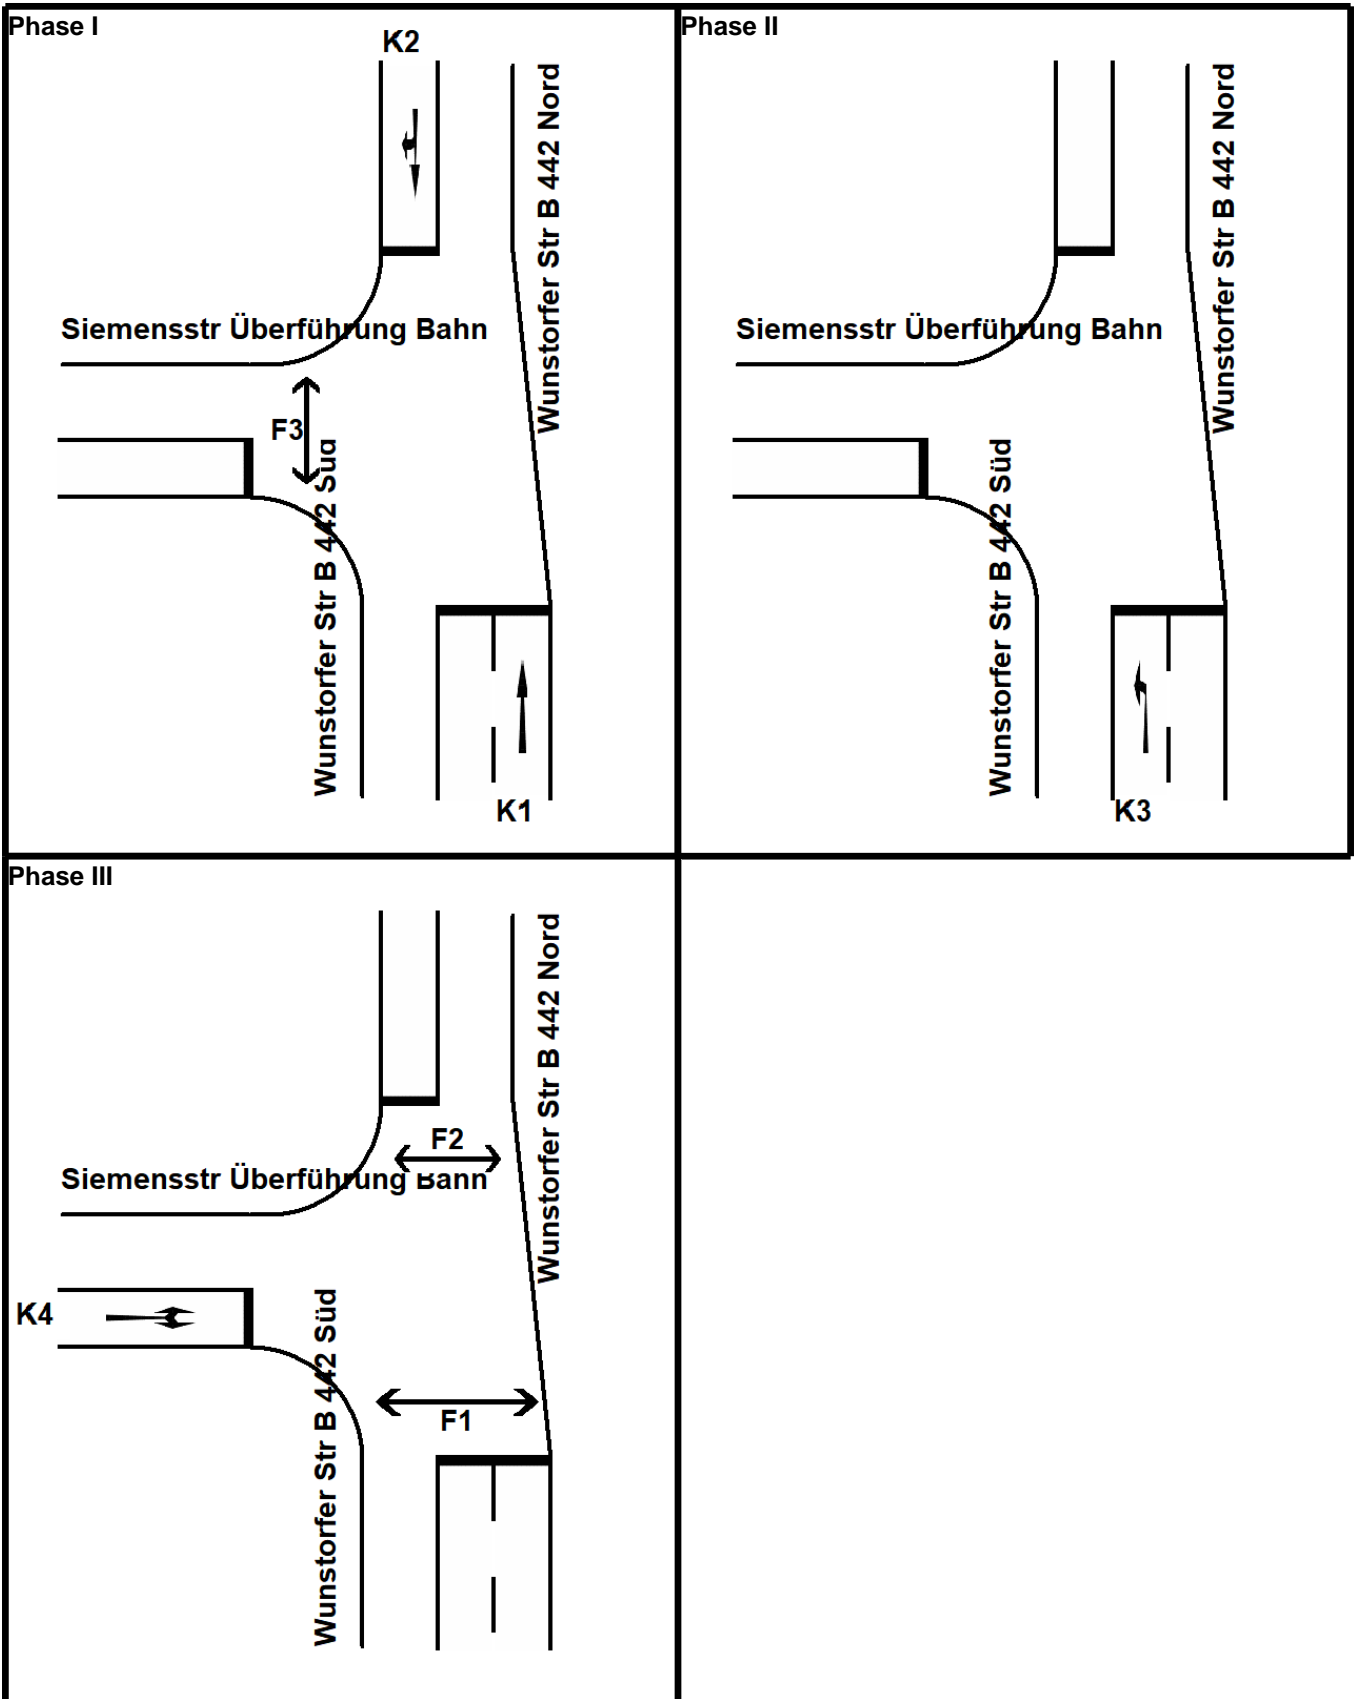 Phase I
K2
Wunstorfer Str B 442 Nord
Siemensstr Überführung Bahn
F3
Wunstorfer Str B 442 Süd
K1
Phase II
Wunstorfer Str B 442 Nord
Siemensstr Überführung Bahn
Wunstorfer Str B 442 Süd
K3
Phase III
Wunstorfer Str B 442 Nord
F2
Siemensstr Überführung Bahn
K4
Wunstorfer Str B 442 Süd
F1